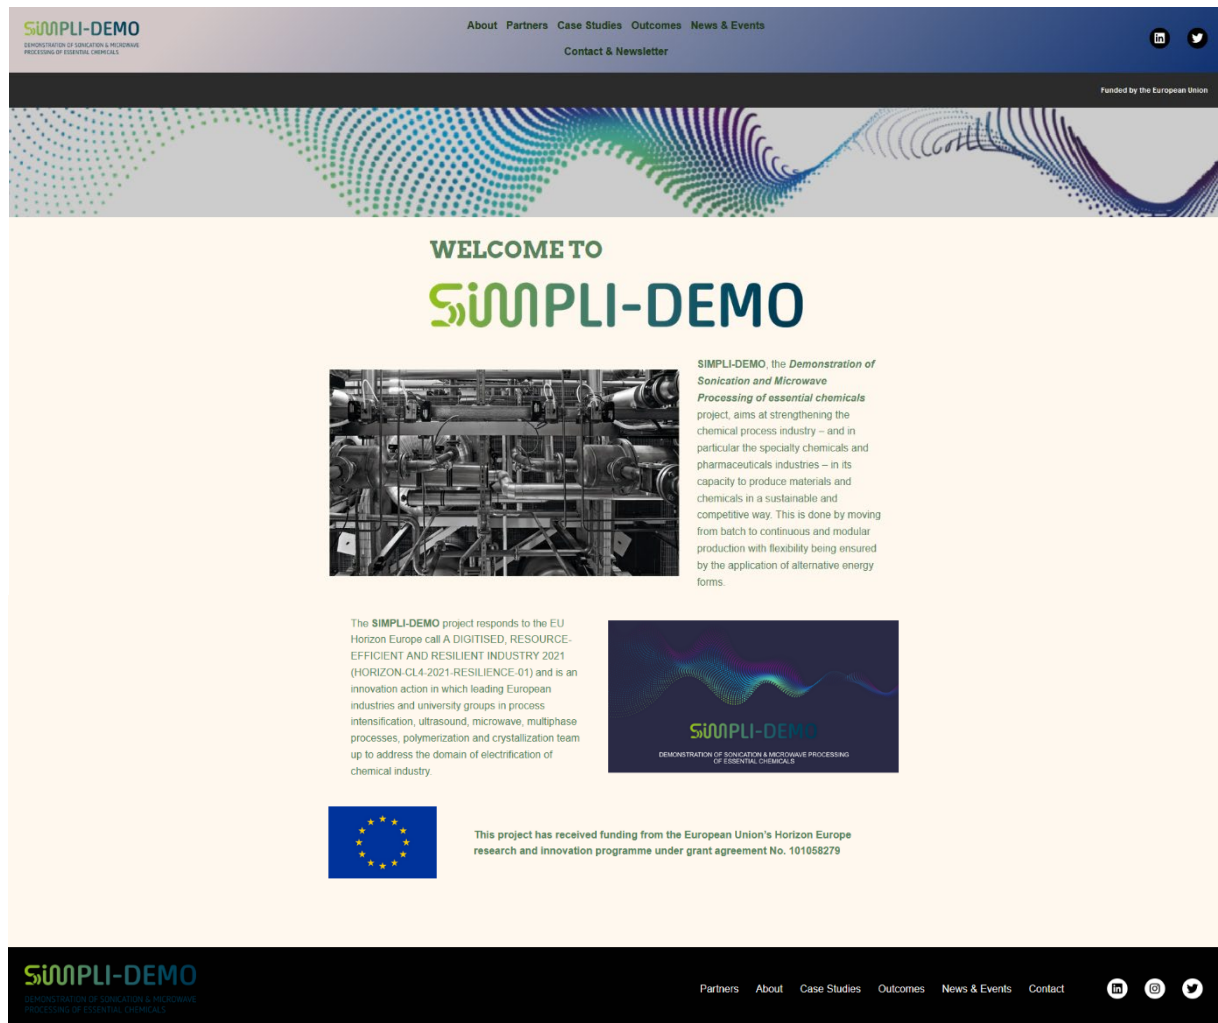 SiMPLI-DEMO
DEMONSTRATION OF SONICATION & MICROWAVE
PROCESSING OF ESSENTIAL CHEMICALS
About Partners Case Studies Outcomes News & Events
Contact & Newsletter
Funded by the European Union
WELCOME TO
SiMPLI-DEMO
SIMPLI-DEMO, the Demonstration of
Sonication and Microwave
Processing of essential chemicals
project, aims at strengthening the
chemical process industry – and in
particular the specialty chemicals and
pharmaceuticals industries – in its
capacity to produce materials and
chemicals in a sustainable and
competitive way. This is done by moving
from batch to continuous and modular
production with flexibility being ensured
by the application of alternative energy
forms.
The SIMPLI-DEMO project responds to the EU
Horizon Europe call A DIGITISED, RESOURCE-
EFFICIENT AND RESILIENT INDUSTRY 2021
(HORIZON-CL4-2021-RESILIENCE-01) and is an
innovation action in which leading European
industries and university groups in process
intensification, ultrasound, microwave, multiphase
processes, polymerization and crystallization team
up to address the domain of electrification of
chemical industry.
SiMPLI-DEMO
DEMONSTRATION OF SONICATION & MICROWAVE PROCESSING
OF ESSENTIAL CHEMICALS
This project has received funding from the European Union's Horizon Europe
research and innovation programme under grant agreement No. 101058279
SiMPLI-DEMO
DEMONSTRATION OF SONICATION & MICROWAVE
PROCESSING OF ESSENTIAL CHEMICALS
Partners About Case Studies Outcomes News & Events Contact